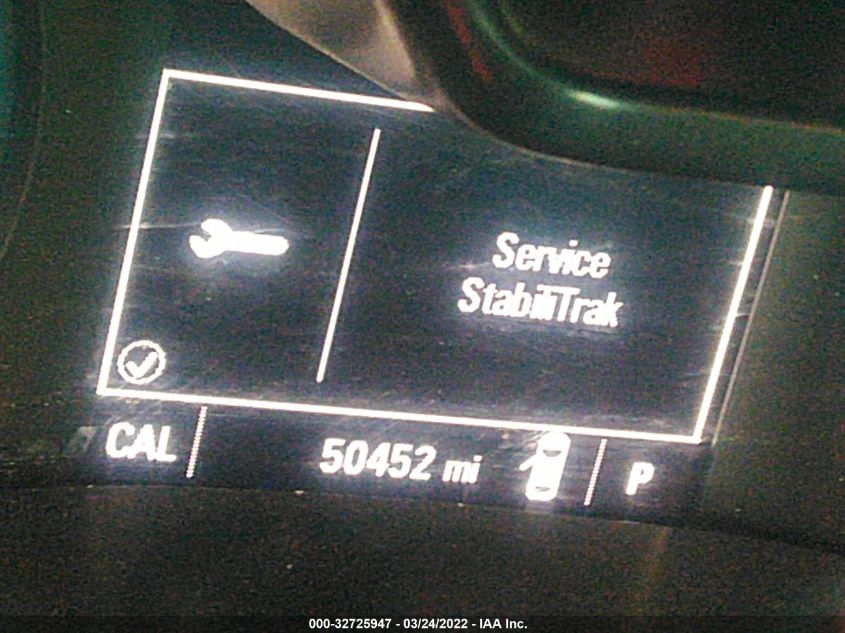 Service
StabiliTrak
CAL 50452 mi P
000-32725947 - 03/24/2022 - IAA Inc.